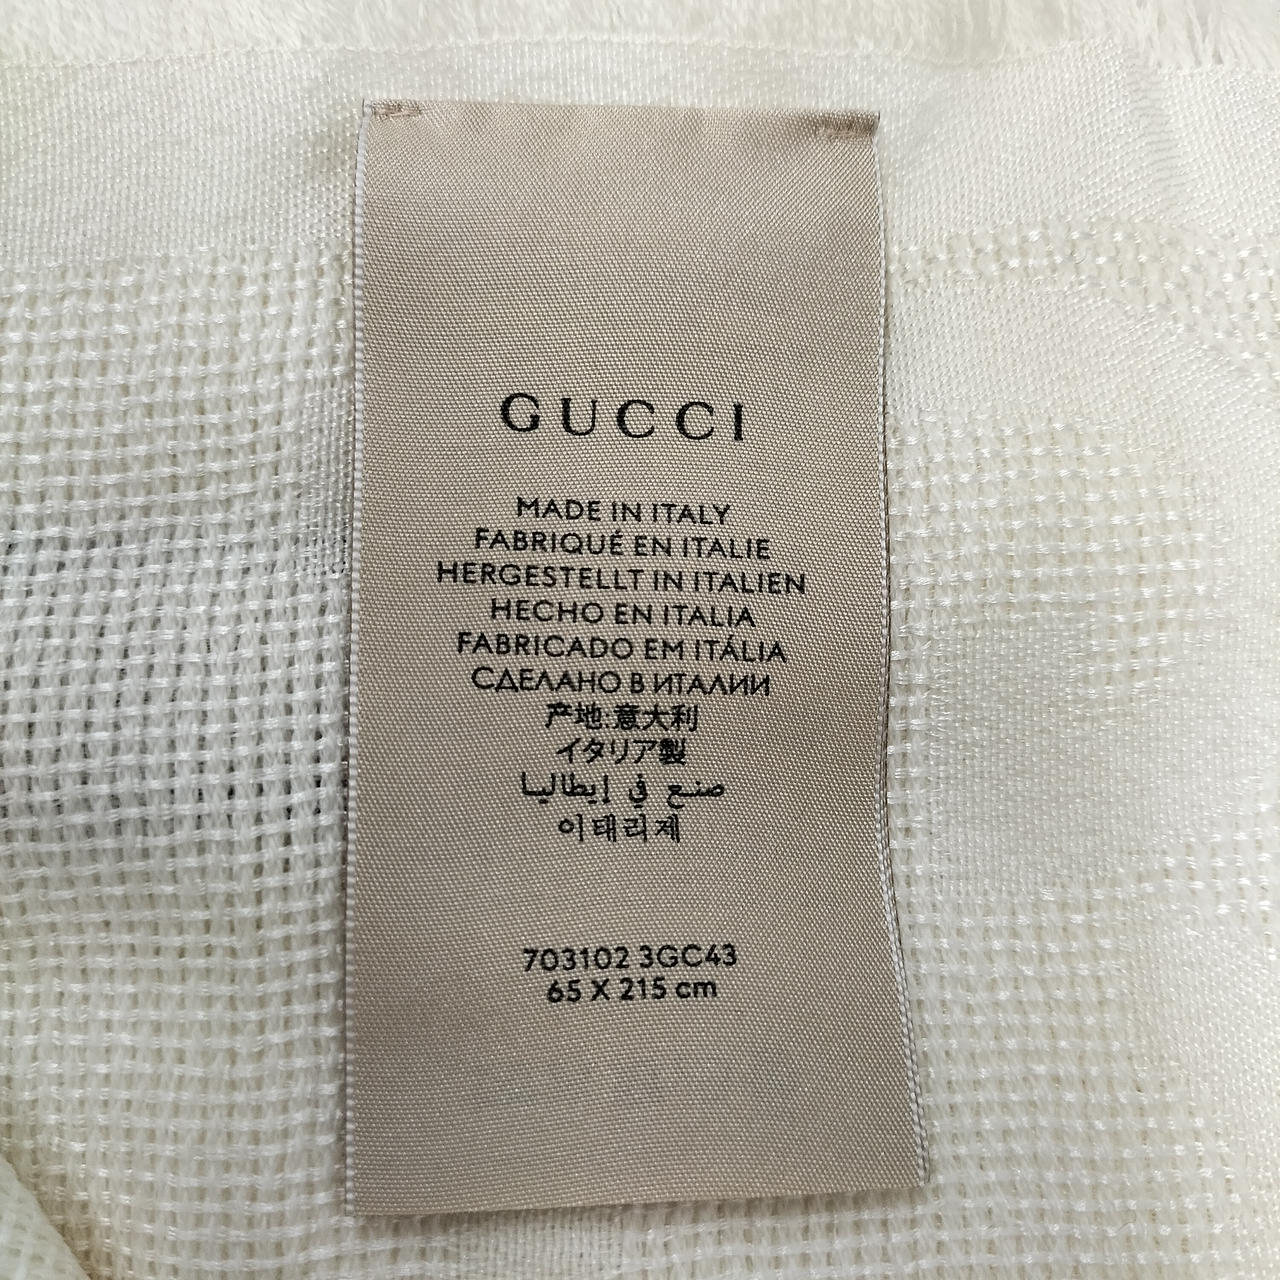 GUCCI
MADE IN ITALY
FABRIQUÉ EN ITALIE
HERGESTELLT IN ITALIEN
HECHO EN ITALIA
FABRICADO EM ITÁLIA
СДЕЛАНО В ИТАЛИИ
产地:意大利
イタリア製
صنع في إيطاليا
이태리제
703102 3GC43
65 X 215 cm